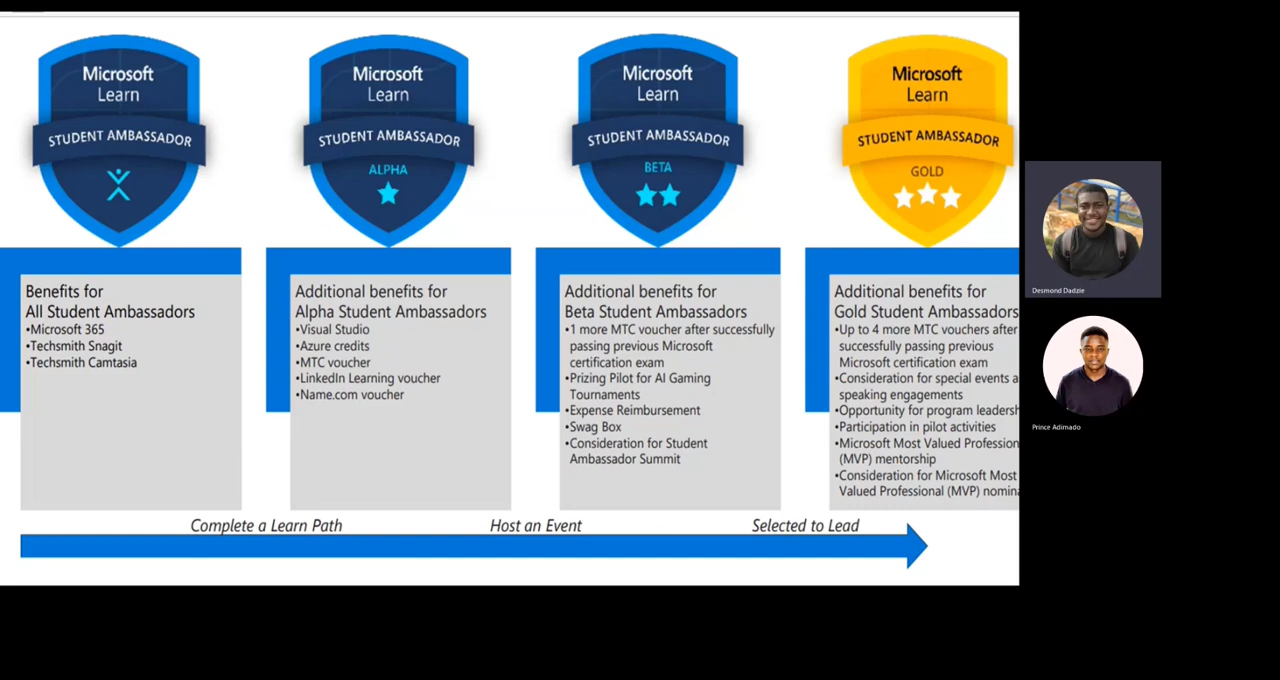 Microsoft
Learn
STUDENT AMBASSADOR
Microsoft
Learn
STUDENT AMBASSADOR
ALPHA
Microsoft
Learn
STUDENT AMBASSADOR
BETA
Microsoft
Learn
STUDENT AMBASSADOR
GOLD
Benefits for
All Student Ambassadors
•Microsoft 365
•Techsmith Snagit
•Techsmith Camtasia
Additional benefits for
Alpha Student Ambassadors
•Visual Studio
•Azure credits
•MTC voucher
•LinkedIn Learning voucher
•Name.com voucher
Additional benefits for
Beta Student Ambassadors
•1 more MTC voucher after successfully
passing previous Microsoft
certification exam
•Prizing Pilot for AI Gaming
Tournaments
•Expense Reimbursement
•Swag Box
•Consideration for Student
Ambassador Summit
Additional benefits for
Gold Student Ambassadors
•Up to 4 more MTC vouchers after
successfully passing previous
Microsoft certification exam
•Consideration for special events a
speaking engagements
•Opportunity for program leadersh
•Participation in pilot activities
•Microsoft Most Valued Profession
(MVP) mentorship
•Consideration for Microsoft Most
Valued Professional (MVP) nomina
Complete a Learn Path
Host an Event
Selected to Lead
Desmond Dadzie
Prince Adimado